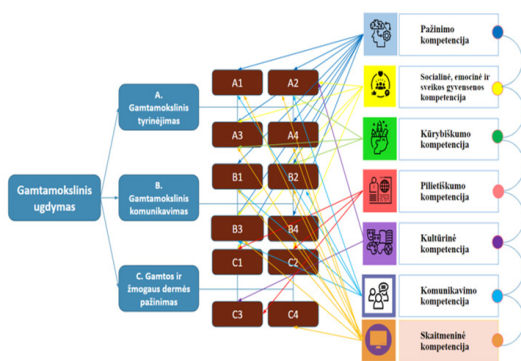 Gamtamokslinis
ugdymas
A.
Gamtamokslinis
tyrinėjimas
B.
Gamtamokslinis
komunikavimas
C. Gamtos ir
žmogaus dermės
pažinimas
A1
A2
A3
A4
B1
B2
B3
B4
C1
C2
C3
C4
Pažinimo
kompetencija
Socialinė, emocinė ir
sveikos gyvensenos
kompetencija
Kūrybiškumo
kompetencija
Pilietiškumo
kompetencija
Kultūrinė
kompetencija
Komunikavimo
kompetencija
Skaitmeninė
kompetencija